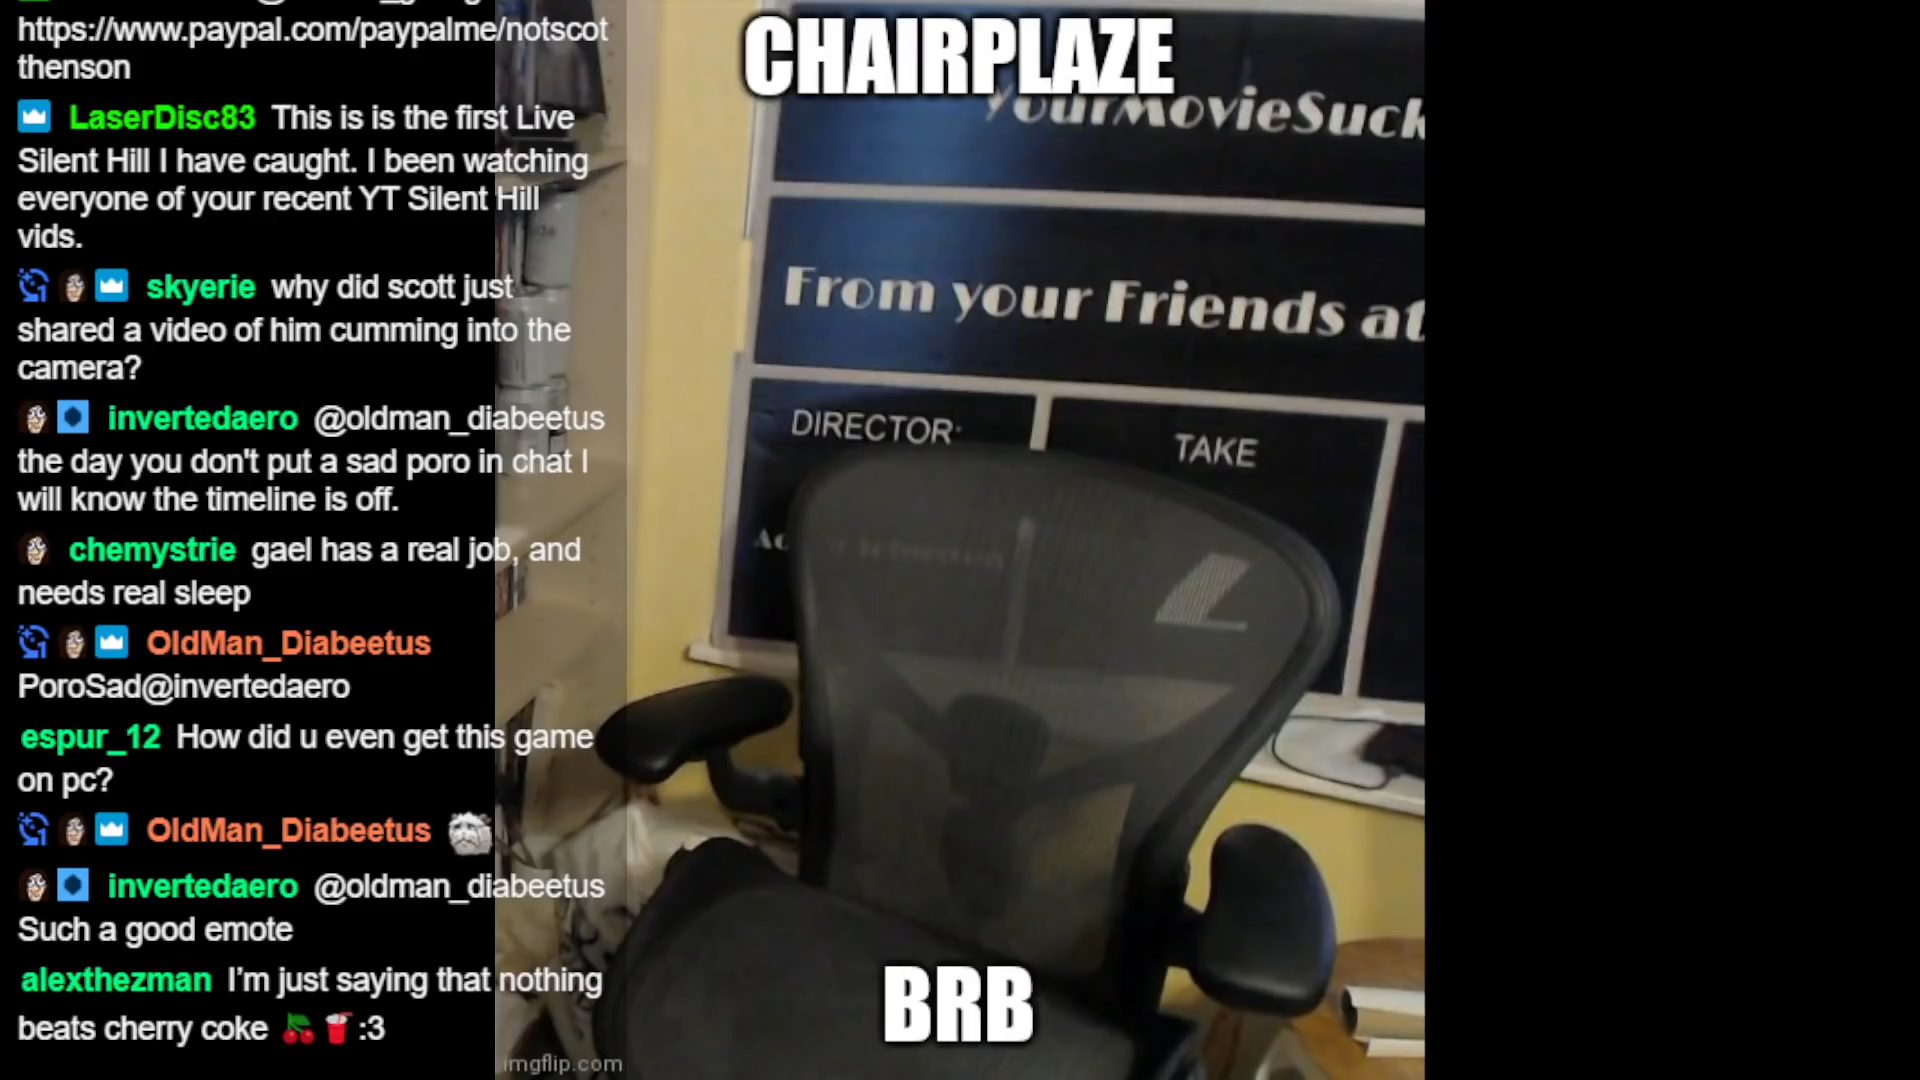 https://www.paypal.com/paypalme/notscot
thenson
LaserDisc83 This is is the first Live
Silent Hill I have caught. I been watching
everyone of your recent YT Silent Hill
vids.
skyerie why did scott just
shared a video of him cumming into the
camera?
invertedaero @oldman_diabeetus
the day you don't put a sad poro in chat I
will know the timeline is off.
chemystrie gael has a real job, and
needs real sleep
OldMan_Diabeetus
PoroSad@invertedaero
espur_12 How did u even get this game
on pc?
OldMan_Diabeetus
invertedaero @oldman_diabeetus
Such a good emote
alexthezman I'm just saying that nothing
beats cherry coke 🍒🥤:3
CHAIRPLAZE
YourMovieSuck
From your Friends at
DIRECTOR
TAKE
BRB
imgflip.com